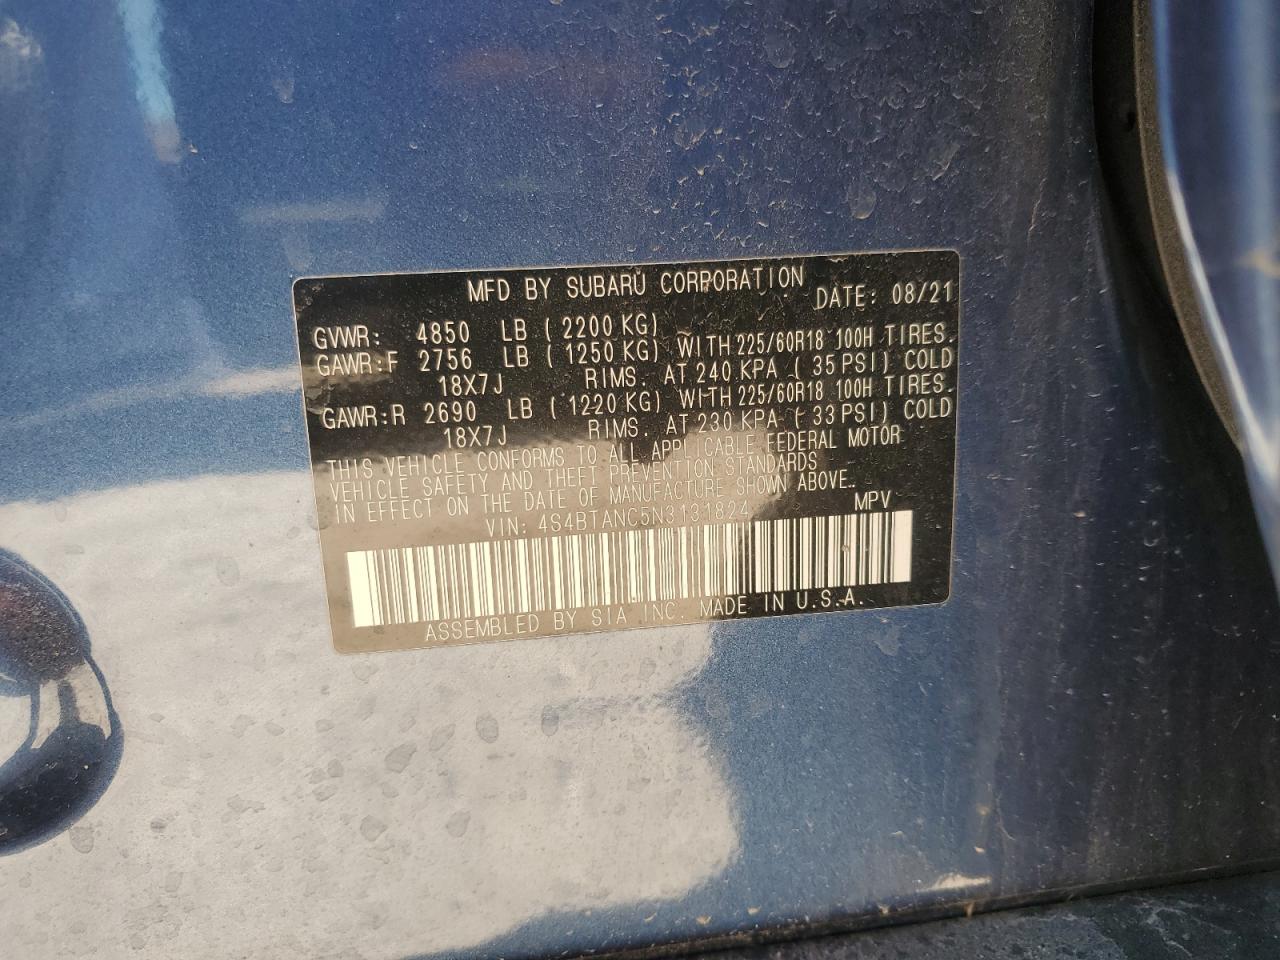 MFD BY SUBARU CORPORATION
DATE: 08/21
GVWR: 4850 LB ( 2200 KG)
GAWR:F 2756 LB ( 1250 KG) WITH 225/60R18 100H TIRES.
18X7J RIMS. AT 240 KPA ( 35 PSI) COLD
GAWR:R 2690 LB ( 1220 KG) WITH 225/60R18 100H TIRES.
18X7J RIMS. AT 230 KPA ( 33 PSI) COLD
THIS VEHICLE CONFORMS TO ALL APPLICABLE FEDERAL MOTOR
VEHICLE SAFETY AND THEFT PREVENTION STANDARDS
IN EFFECT ON THE DATE OF MANUFACTURE SHOWN ABOVE.
VIN: 4S4BTANC5N3131824 MPV
ASSEMBLED BY SIA INC. MADE IN U.S.A.